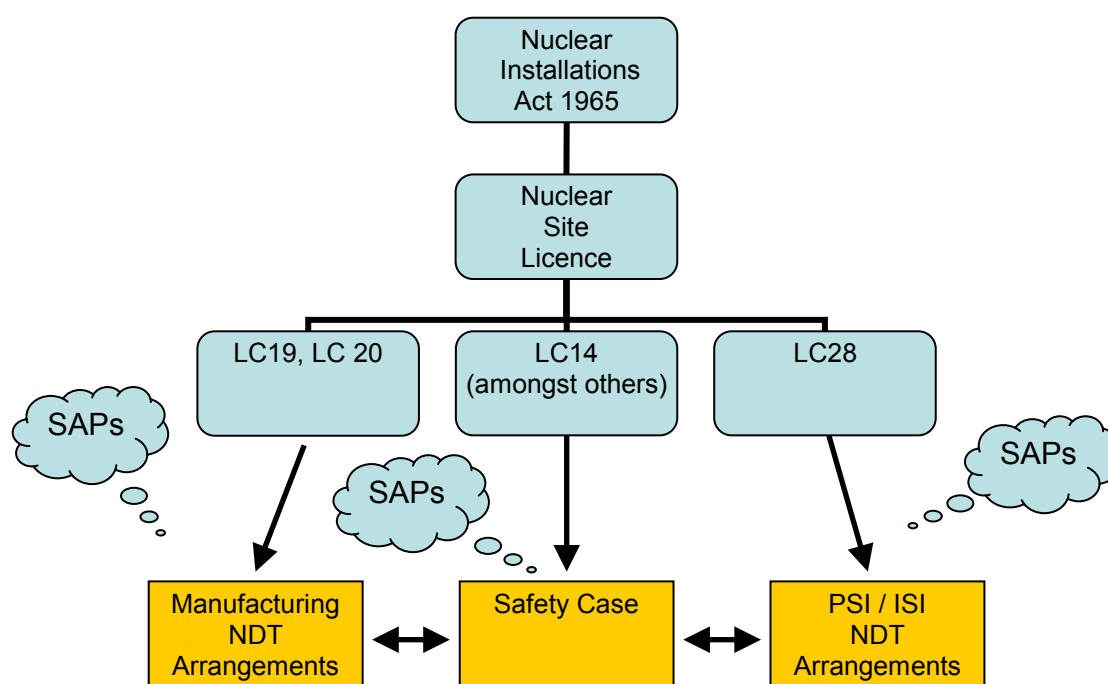 Nuclear
Installations
Act 1965
Nuclear
Site
Licence
LC19, LC 20
LC14
(amongst others)
LC28
SAPs
SAPs
SAPs
Manufacturing
NDT
Arrangements
Safety Case
PSI / ISI
NDT
Arrangements